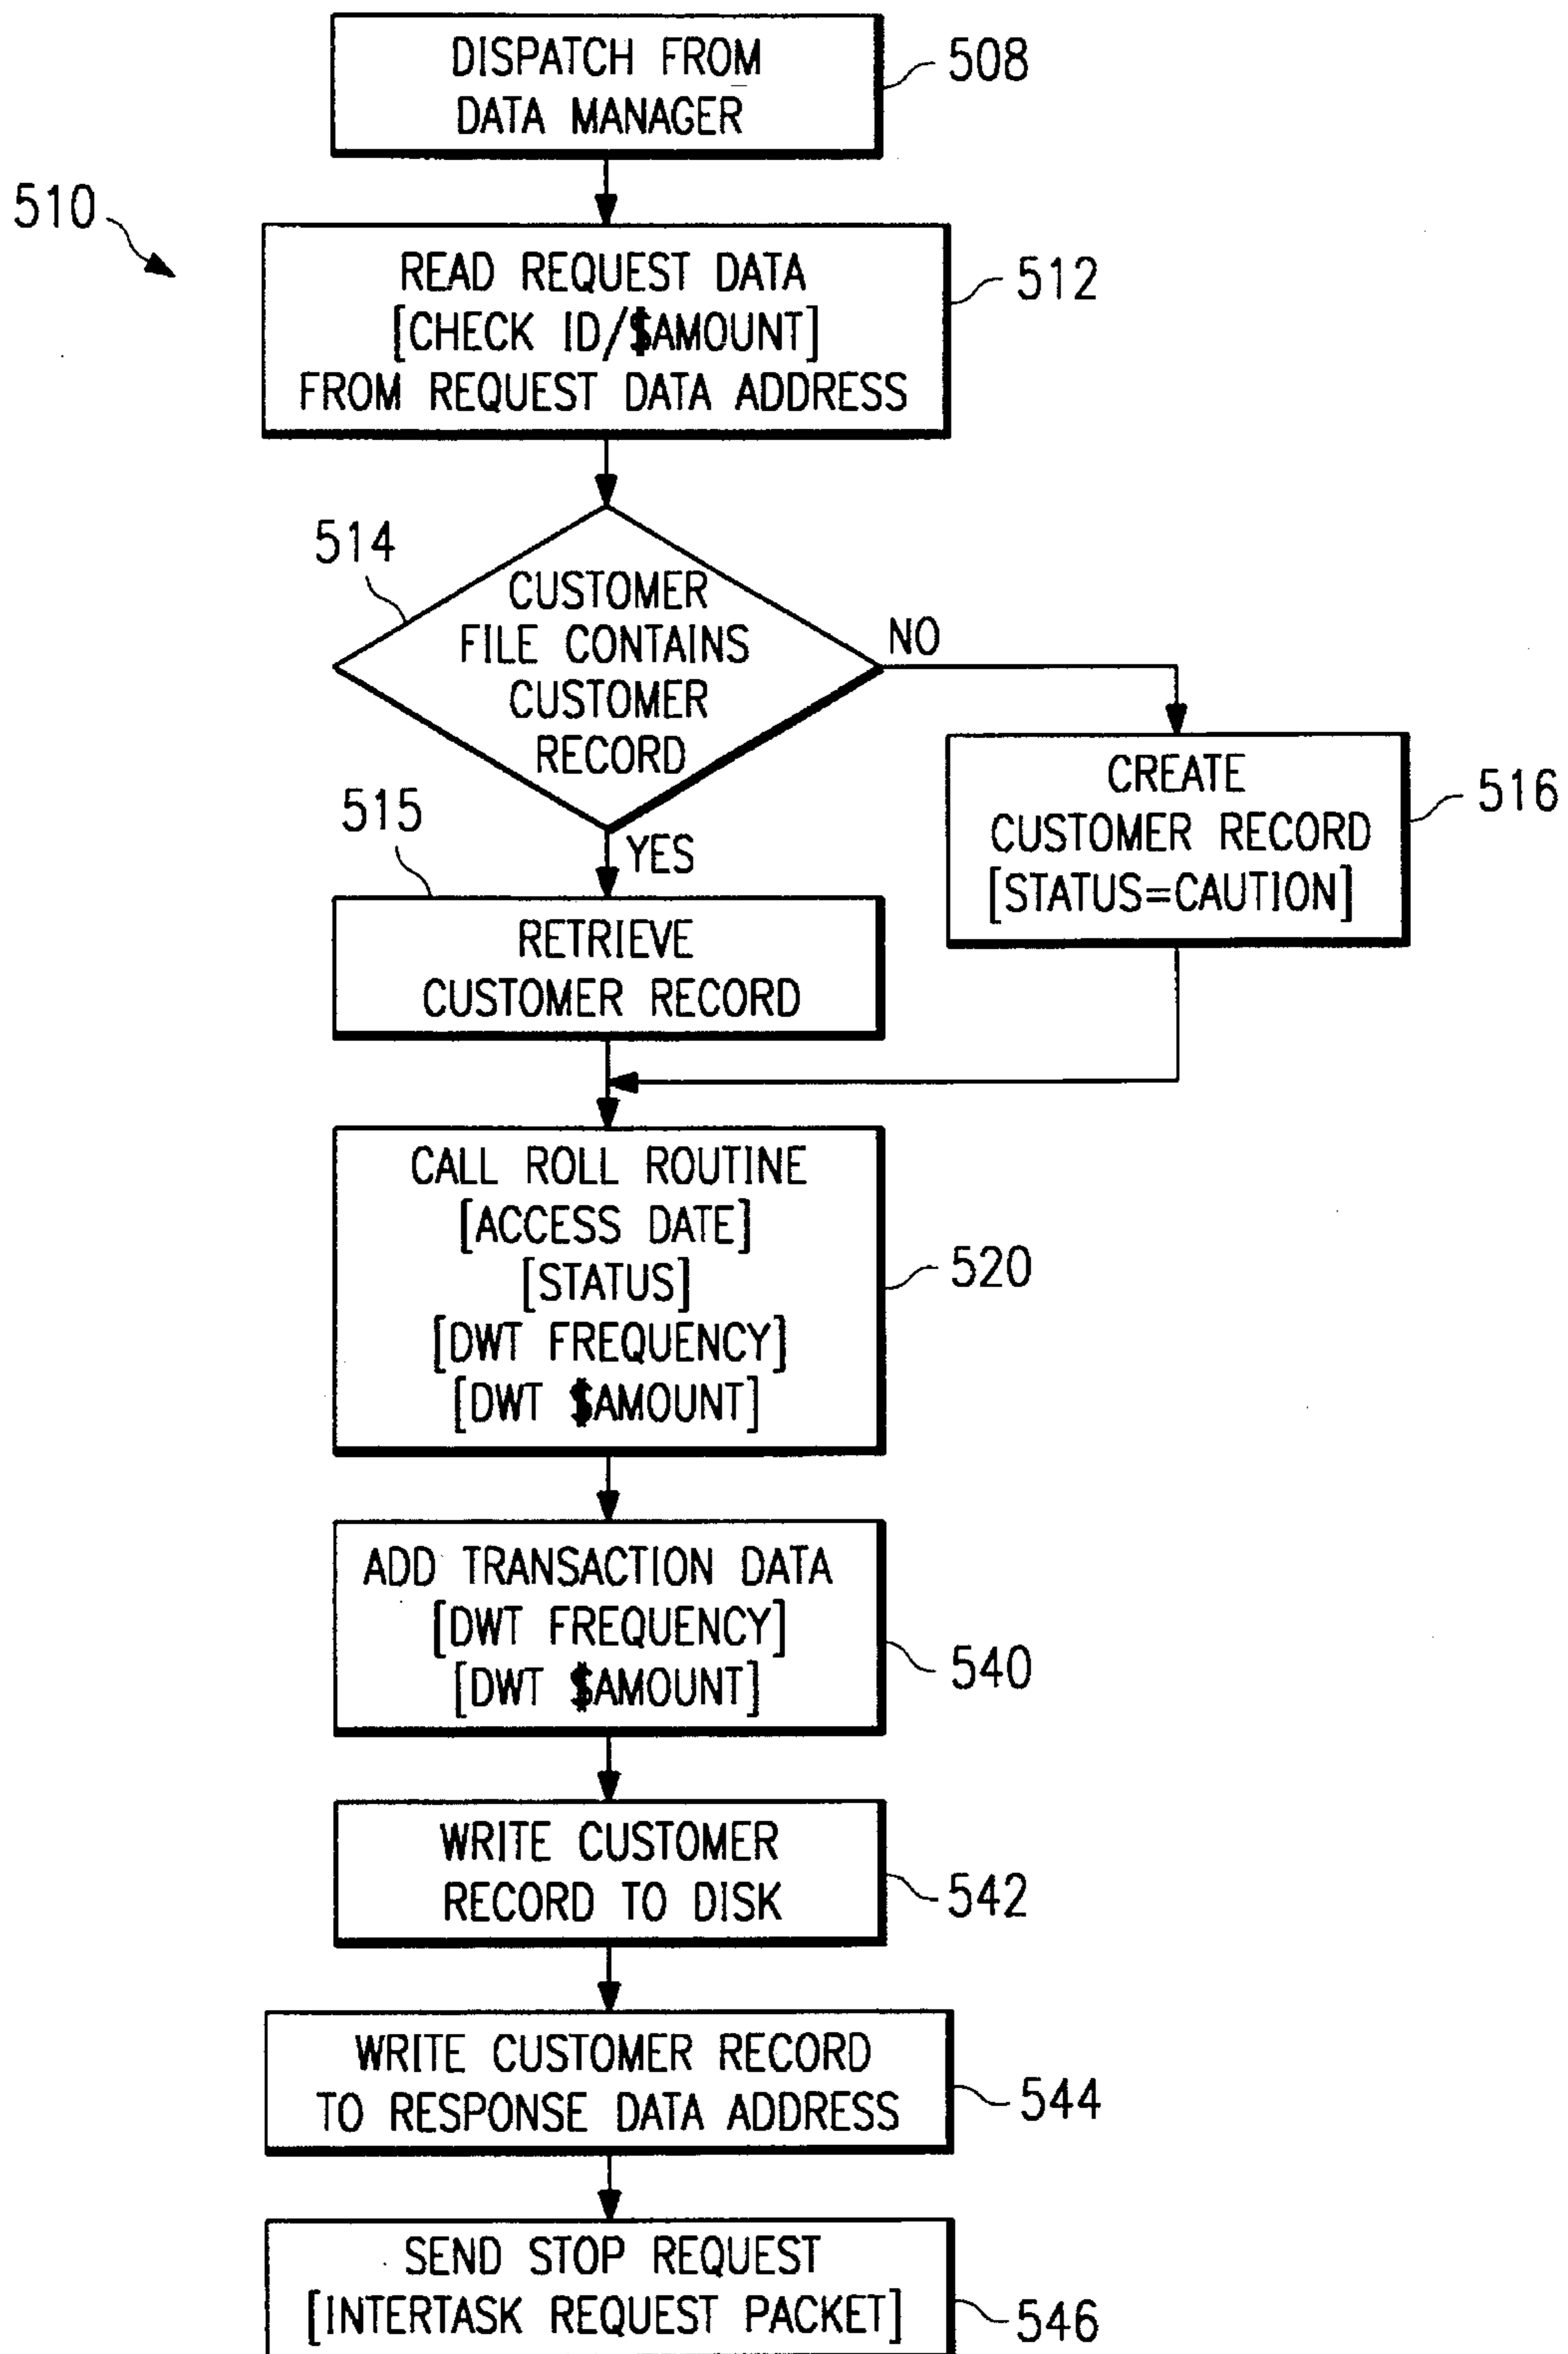 DISPATCH FROM
DATA MANAGER
508
510
READ REQUEST DATA
[CHECK ID/$AMOUNT]
FROM REQUEST DATA ADDRESS
512
514
CUSTOMER
FILE CONTAINS
CUSTOMER
RECORD
NO
515
YES
CREATE
CUSTOMER RECORD
[STATUS=CAUTION]
516
RETRIEVE
CUSTOMER RECORD
CALL ROLL ROUTINE
[ACCESS DATE]
[STATUS]
[DWT FREQUENCY]
[DWT $AMOUNT]
520
ADD TRANSACTION DATA
[DWT FREQUENCY]
[DWT $AMOUNT]
540
WRITE CUSTOMER
RECORD TO DISK
542
WRITE CUSTOMER RECORD
TO RESPONSE DATA ADDRESS
544
SEND STOP REQUEST
[INTERTASK REQUEST PACKET]
546